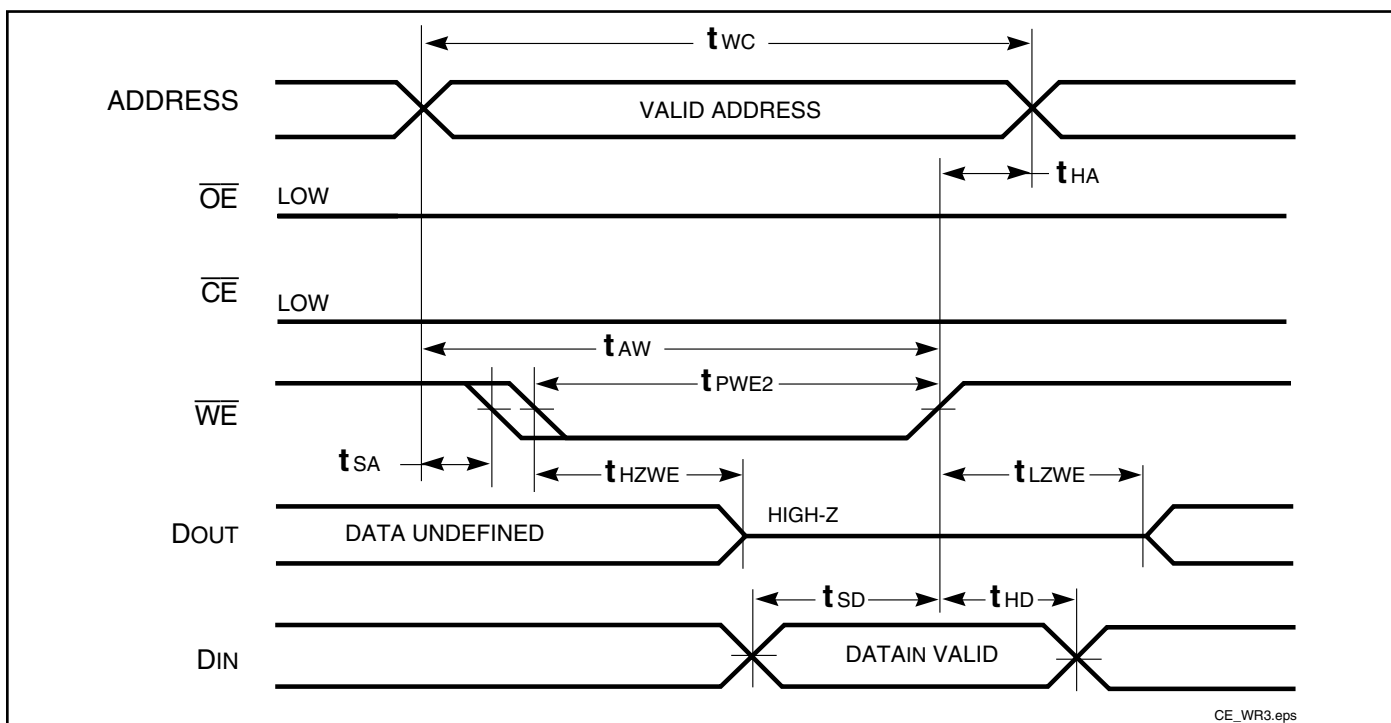 tWC
ADDRESS
VALID ADDRESS
tHA
OE
LOW
CE
LOW
tAW
tPWE2
WE
tSA
tHZWE
tLZWE
HIGH-Z
DOUT
DATA UNDEFINED
tSD
tHD
DIN
DATAIN VALID
CE_WR3.eps